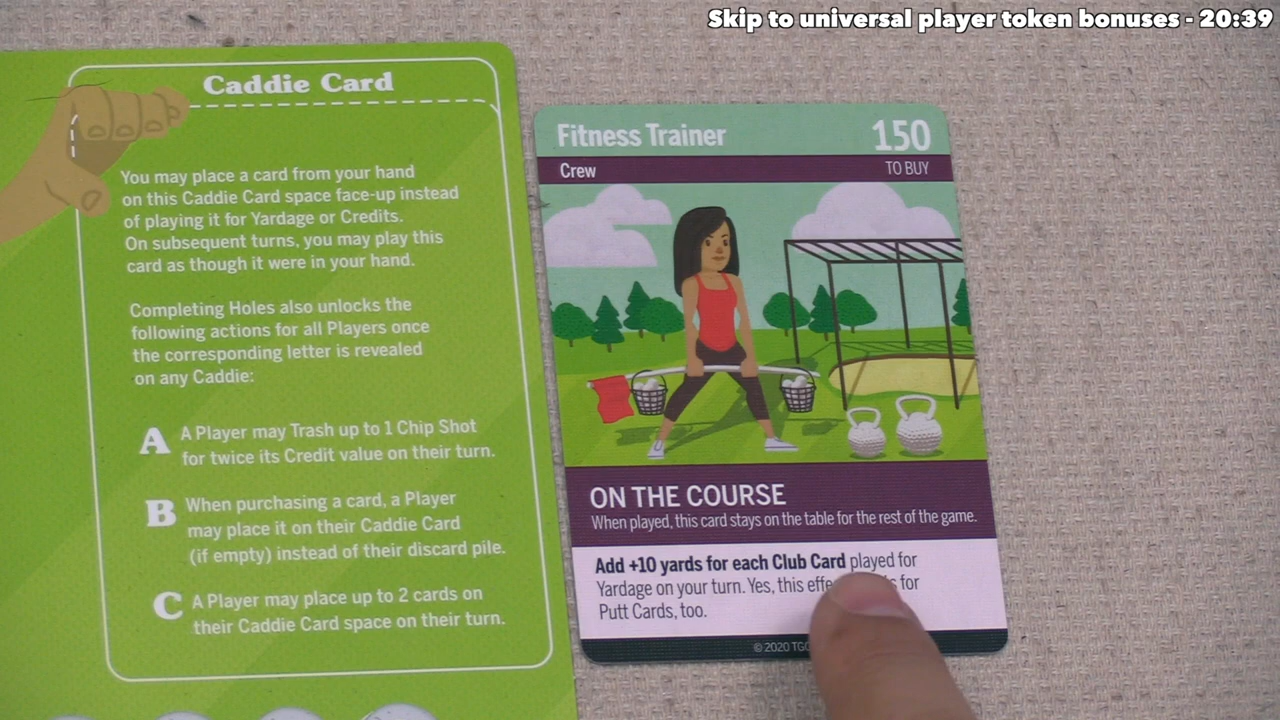 Skip to universal player token bonuses - 20:39
Caddie Card
You may place a card from your hand
on this Caddie Card space face-up instead
of playing it for Yardage or Credits.
On subsequent turns, you may play this
card as though it were in your hand.
Completing Holes also unlocks the
following actions for all Players once
the corresponding letter is revealed
on any Caddie:
A A Player may Trash up to 1 Chip Shot
for twice its Credit value on their turn.
B When purchasing a card, a Player
may place it on their Caddie Card
(if empty) instead of their discard pile.
C A Player may place up to 2 cards on
their Caddie Card space on their turn.
Fitness Trainer 150
Crew TO BUY
ON THE COURSE
When played, this card stays on the table for the rest of the game.
Add +10 yards for each Club Card played for
Yardage on your turn. Yes, this for
Putt Cards, too.
© 2020